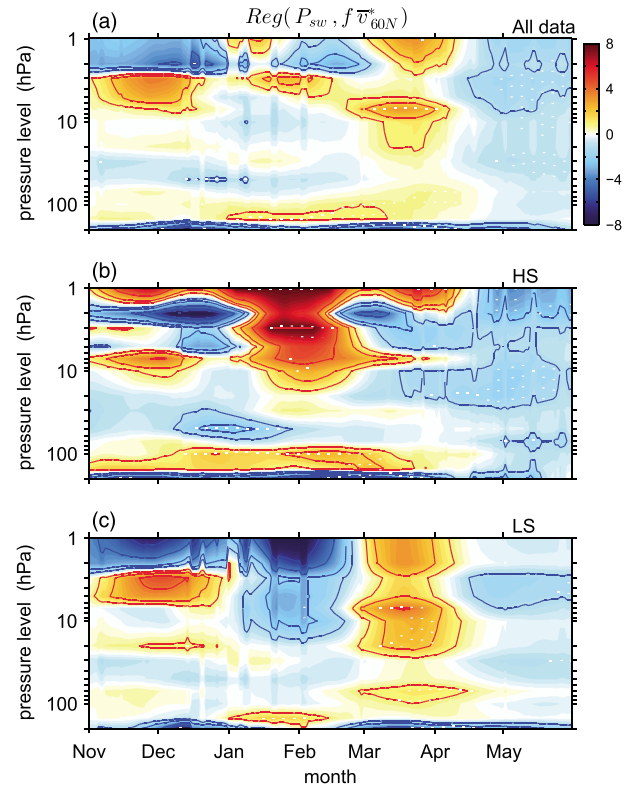 Reg( P_sw , f v̅*_60N )
(a) All data
pressure level (hPa)
1
10
100
8
4
0
−4
−8
(b) HS
pressure level (hPa)
1
10
100
(c) LS
pressure level (hPa)
1
10
100
Nov Dec Jan Feb Mar Apr May
month